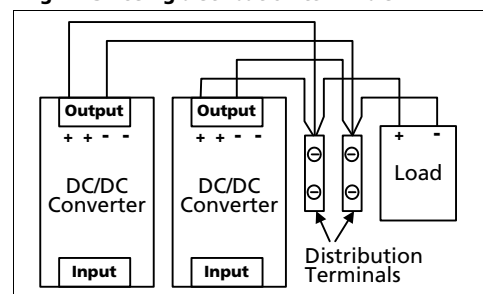 Output
Output
+ + - -
+ + - -
+ -
DC/DC
Converter
DC/DC
Converter
Load
Input
Input
Distribution
Terminals